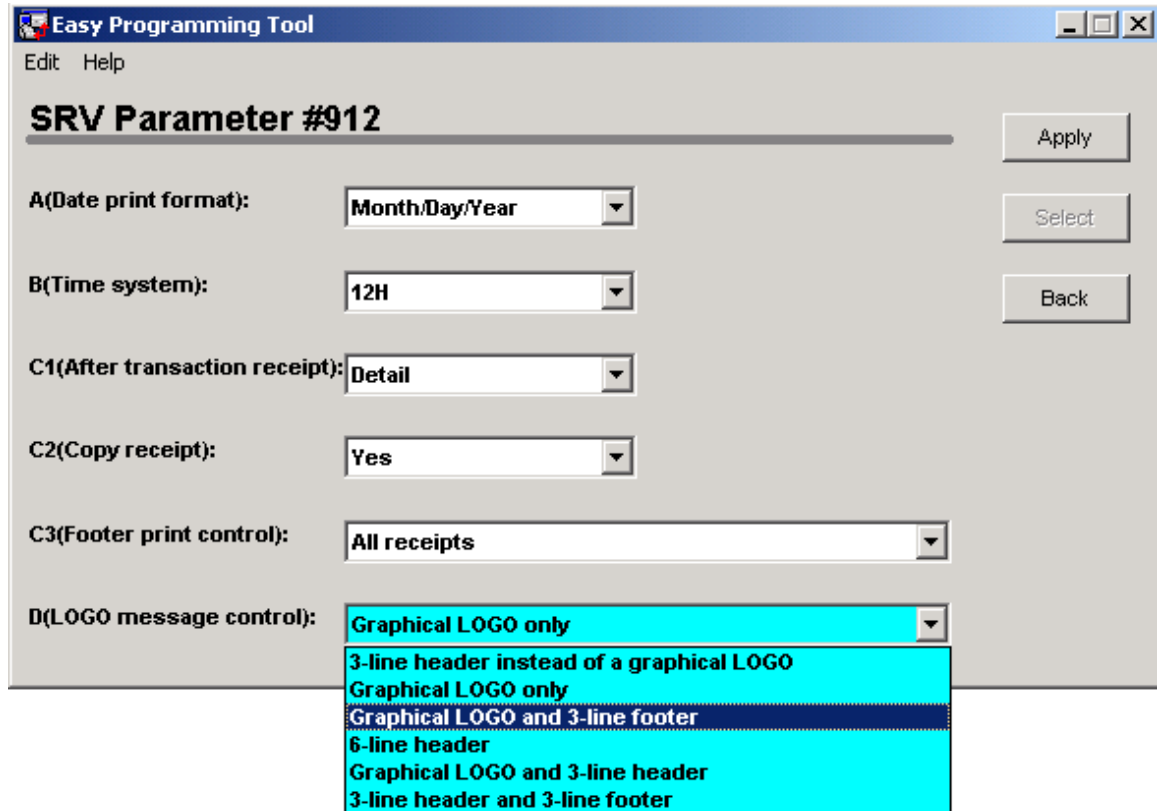 Easy Programming Tool
Edit Help
SRV Parameter #912
Apply
A(Date print format): Month/Day/Year
Select
B(Time system): 12H
Back
C1(After transaction receipt): Detail
C2(Copy receipt): Yes
C3(Footer print control): All receipts
D(LOGO message control): Graphical LOGO only
3-line header instead of a graphical LOGO
Graphical LOGO only
Graphical LOGO and 3-line footer
6-line header
Graphical LOGO and 3-line header
3-line header and 3-line footer